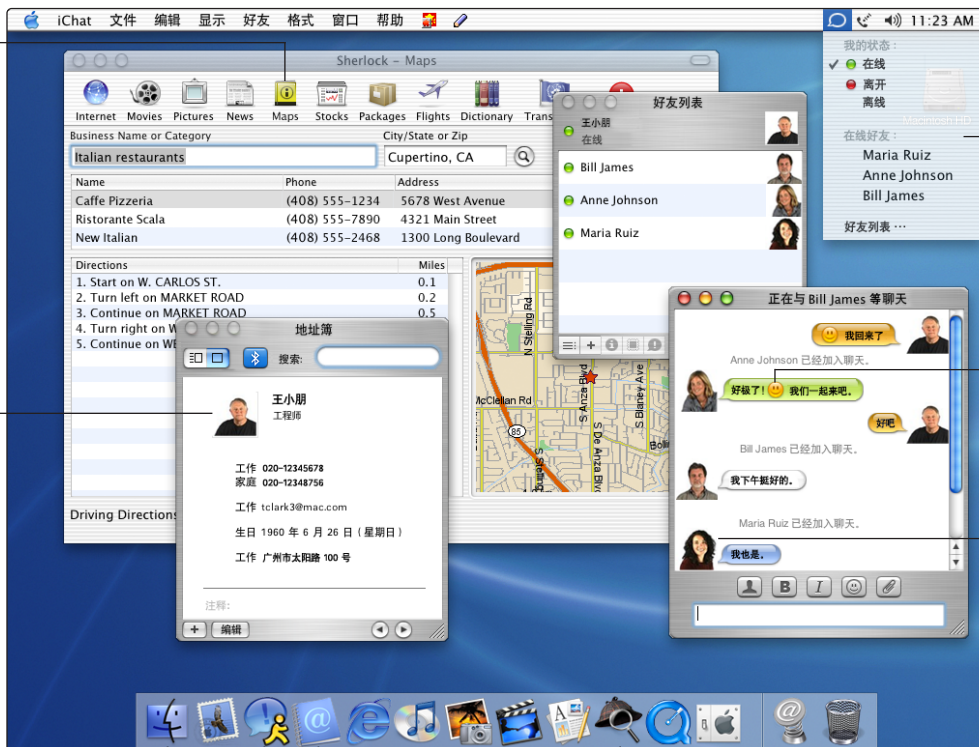 iChat 文件 编辑 显示 好友 格式 窗口 帮助 11:23 AM
我的状态：
✓ 在线
离开
离线
Macintosh HD
在线好友：
Maria Ruiz
Anne Johnson
Bill James
好友列表…
Sherlock – Maps
Internet Movies Pictures News Maps Stocks Packages Flights Dictionary Trans
Business Name or Category City/State or Zip
Italian restaurants Cupertino, CA
Name Phone Address
Caffe Pizzeria (408) 555-1234 5678 West Avenue
Ristorante Scala (408) 555-7890 4321 Main Street
New Italian (408) 555-2468 1300 Long Boulevard
Directions Miles
1. Start on W. CARLOS ST. 0.1
2. Turn left on MARKET ROAD 0.2
3. Continue on MARKET ROAD 0.5
4. Turn right on W
5. Continue on WE
Driving Directions
N Stelling Rd
McClellan Rd
85
S Stell
S De Anza Blvd
S De Anza Blv
S Blaney Ave
Boli
好友列表
王小朋
在线
Bill James
Anne Johnson
Maria Ruiz
地址簿
搜索：
王小朋
工程师
工作 020-12345678
家庭 020-12348756
工作 tclark3@mac.com
生日 1960 年 6 月 26 日（星期日）
工作 广州市太阳路 100 号
注释：
+ 编辑
正在与 Bill James 等聊天
我回来了
Anne Johnson 已经加入聊天。
好极了！ 我们一起来吧。
好吧
Bill James 已经加入聊天。
我下午挺好的。
Maria Ruiz 已经加入聊天。
我也是。
B I